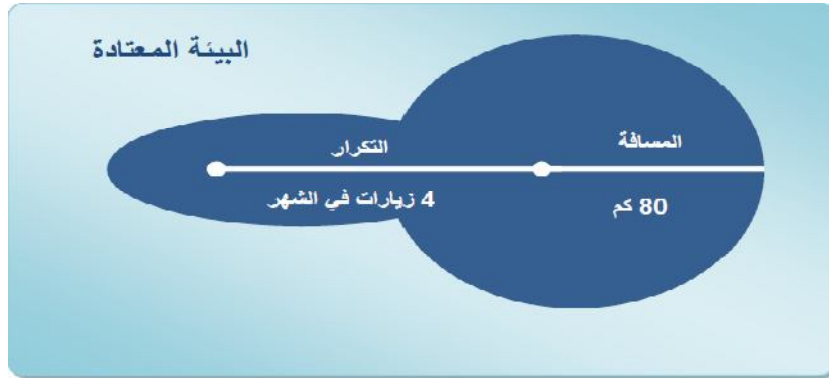 البيئة المعتادة
المسافة
80 كم
التكرار
4 زيارات في الشهر